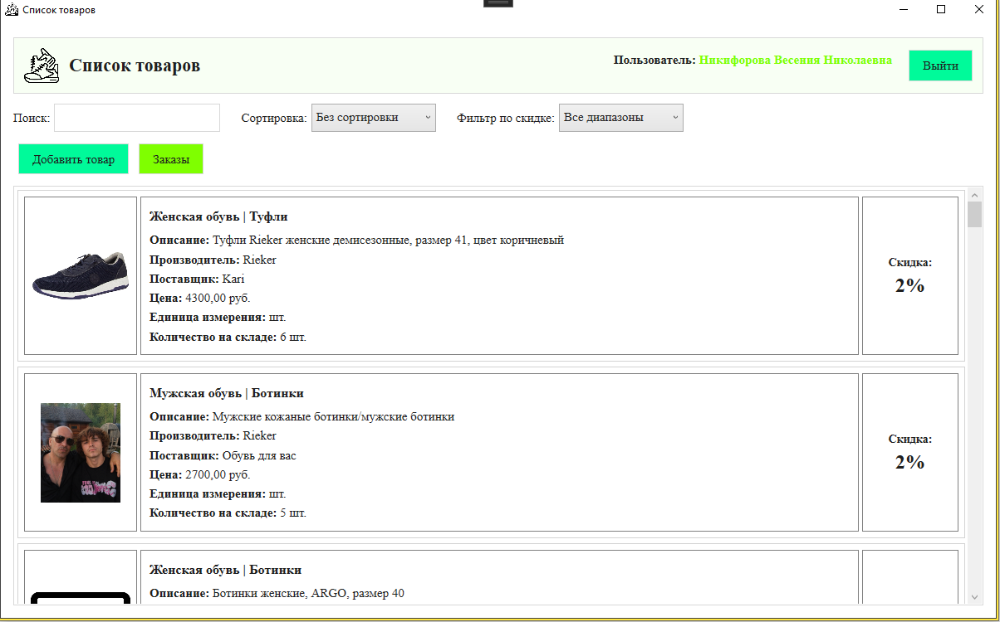 Список товаров
Список товаров
Пользователь: Никифорова Весения Николаевна
Выйти
Поиск:
Сортировка: Без сортировки
Фильтр по скидке: Все диапазоны
Добавить товар
Заказы
Женская обувь | Туфли
Описание: Туфли Rieker женские демисезонные, размер 41, цвет коричневый
Производитель: Rieker
Поставщик: Kari
Цена: 4300,00 руб.
Единица измерения: шт.
Количество на складе: 6 шт.
Скидка:
2%
Мужская обувь | Ботинки
Описание: Мужские кожаные ботинки/мужские ботинки
Производитель: Rieker
Поставщик: Обувь для вас
Цена: 2700,00 руб.
Единица измерения: шт.
Количество на складе: 5 шт.
Скидка:
2%
Женская обувь | Ботинки
Описание: Ботинки женские, ARGO, размер 40